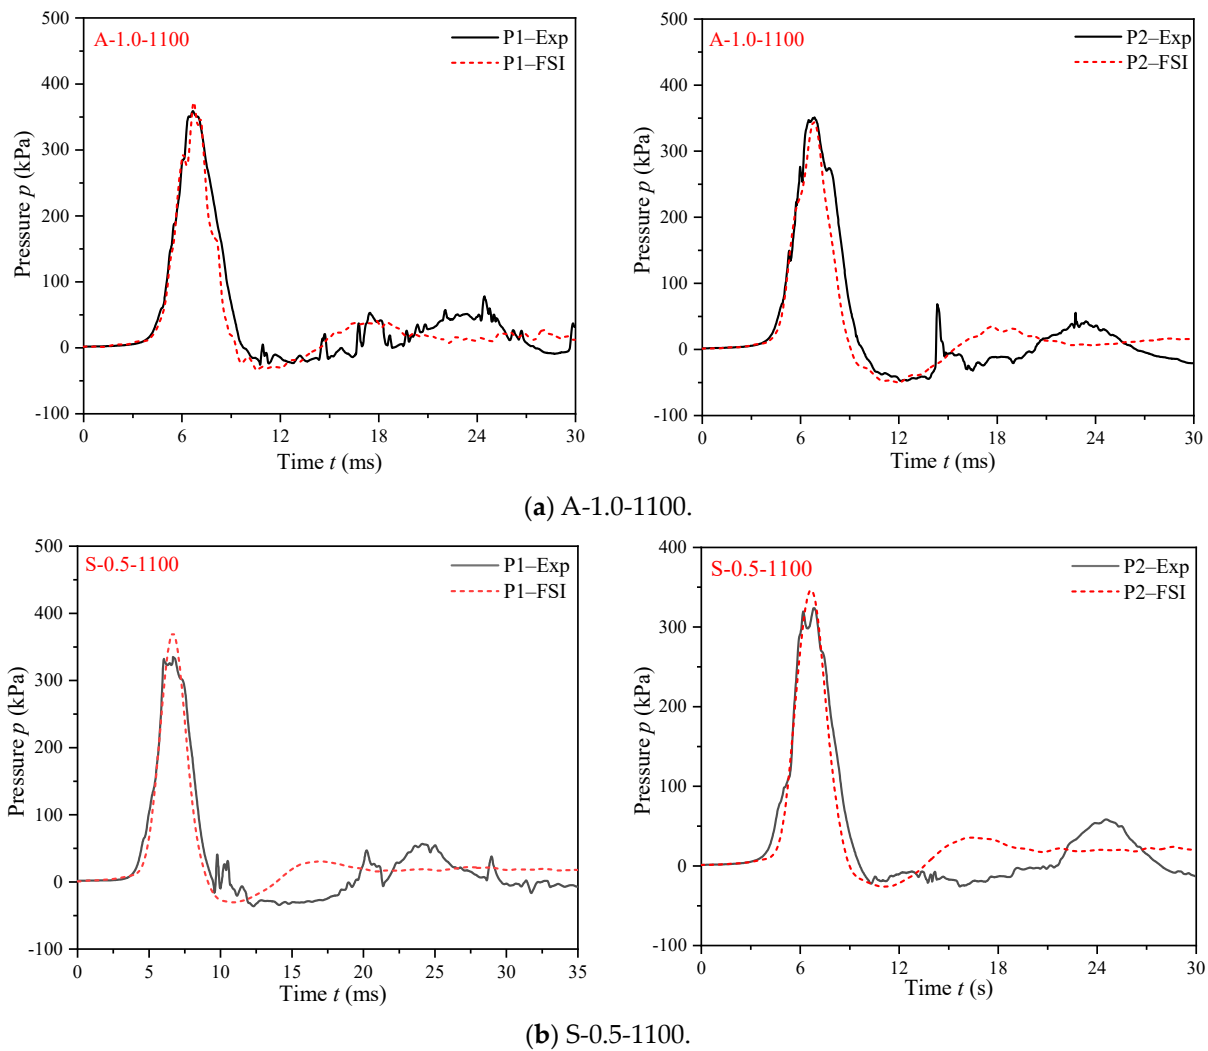 A-1.0-1100
P1–Exp
P1–FSI
Pressure p (kPa)
500
400
300
200
100
0
-100
0 6 12 18 24 30
Time t (ms)
A-1.0-1100
P2–Exp
P2–FSI
Pressure p (kPa)
500
400
300
200
100
0
-100
0 6 12 18 24 30
Time t (ms)
(a) A-1.0-1100.
S-0.5-1100
P1–Exp
P1–FSI
Pressure p (kPa)
500
400
300
200
100
0
-100
0 5 10 15 20 25 30 35
Time t (ms)
S-0.5-1100
P2–Exp
P2–FSI
Pressure p (kPa)
400
300
200
100
0
-100
0 6 12 18 24 30
Time t (s)
(b) S-0.5-1100.